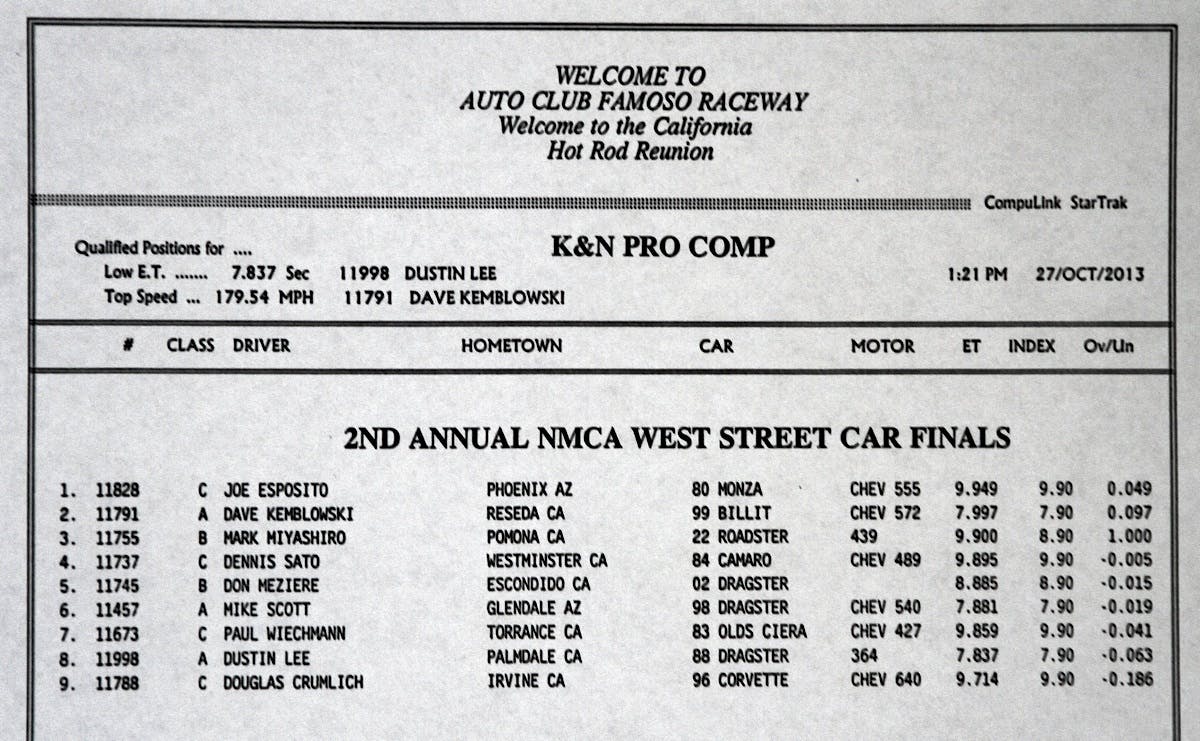 WELCOME TO
AUTO CLUB FAMOSO RACEWAY
Welcome to the California
Hot Rod Reunion
CompuLink StarTrak
Qualified Positions for .... K&N PRO COMP
Low E.T. ....... 7.837 Sec 11998 DUSTIN LEE 1:21 PM 27/OCT/2013
Top Speed ... 179.54 MPH 11791 DAVE KEMBLOWSKI
# CLASS DRIVER HOMETOWN CAR MOTOR ET INDEX Ov/Un
2ND ANNUAL NMCA WEST STREET CAR FINALS
1. 11828 C JOE ESPOSITO PHOENIX AZ 80 MONZA CHEV 555 9.949 9.90 0.049
2. 11791 A DAVE KEMBLOWSKI RESEDA CA 99 BILLIT CHEV 572 7.997 7.90 0.097
3. 11755 B MARK MIYASHIRO POMONA CA 22 ROADSTER 439 9.900 8.90 1.000
4. 11737 C DENNIS SATO WESTMINSTER CA 84 CAMARO CHEV 489 9.895 9.90 -0.005
5. 11745 B DON MEZIERE ESCONDIDO CA 02 DRAGSTER 8.885 8.90 -0.015
6. 11457 A MIKE SCOTT GLENDALE AZ 98 DRAGSTER CHEV 540 7.881 7.90 -0.019
7. 11673 C PAUL WIECHMANN TORRANCE CA 83 OLDS CIERA CHEV 427 9.859 9.90 -0.041
8. 11998 A DUSTIN LEE PALMDALE CA 88 DRAGSTER 364 7.837 7.90 -0.063
9. 11788 C DOUGLAS CRUMLICH IRVINE CA 96 CORVETTE CHEV 640 9.714 9.90 -0.186